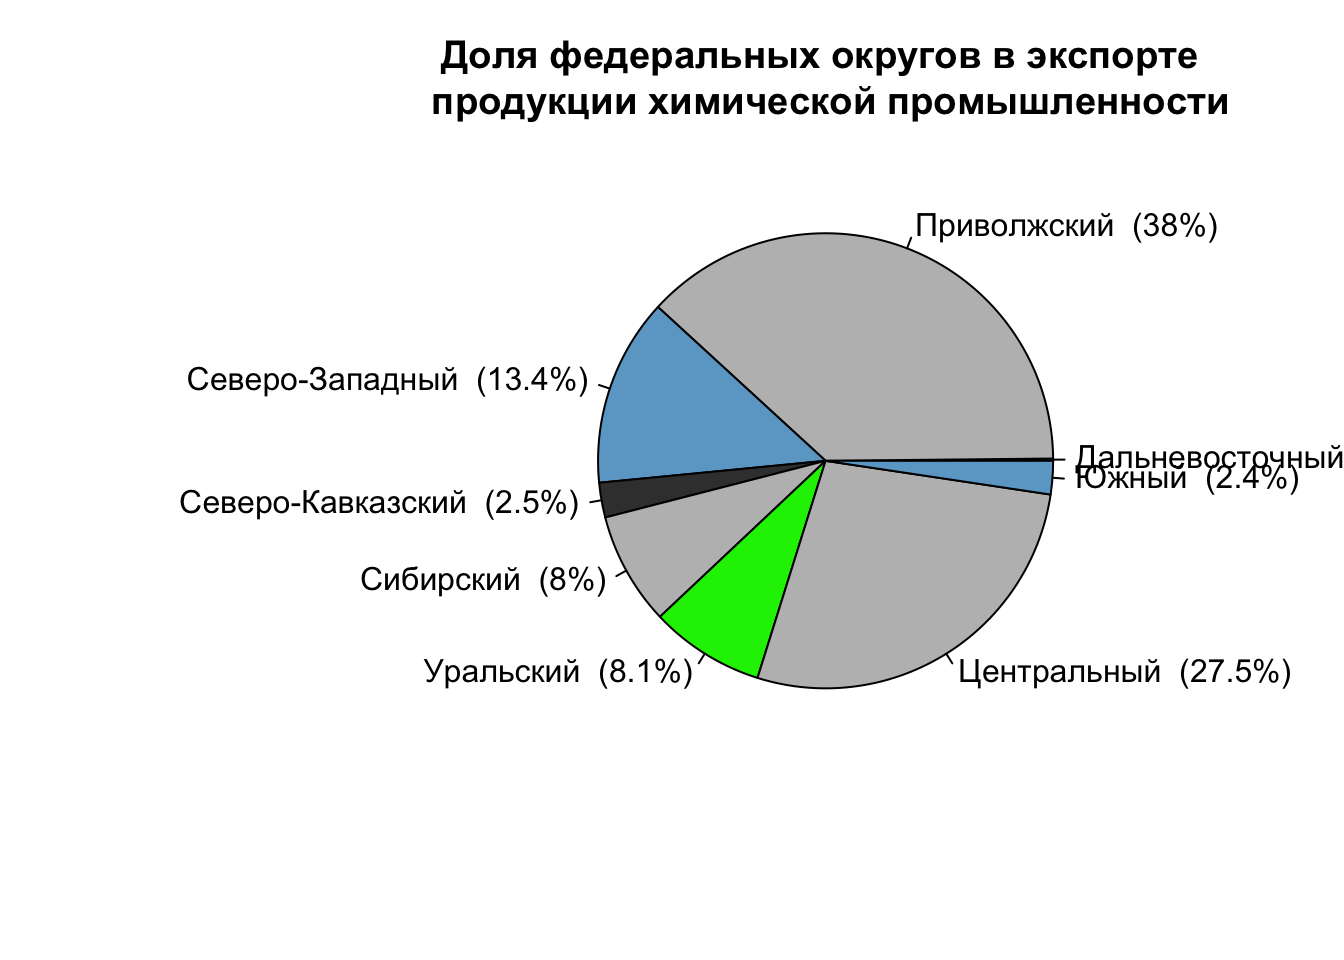 Доля федеральных округов в экспорте
продукции химической промышленности
Приволжский (38%)
Северо-Западный (13.4%)
Дальневосточный
Южный (2.4%)
Северо-Кавказский (2.5%)
Сибирский (8%)
Уральский (8.1%)
Центральный (27.5%)